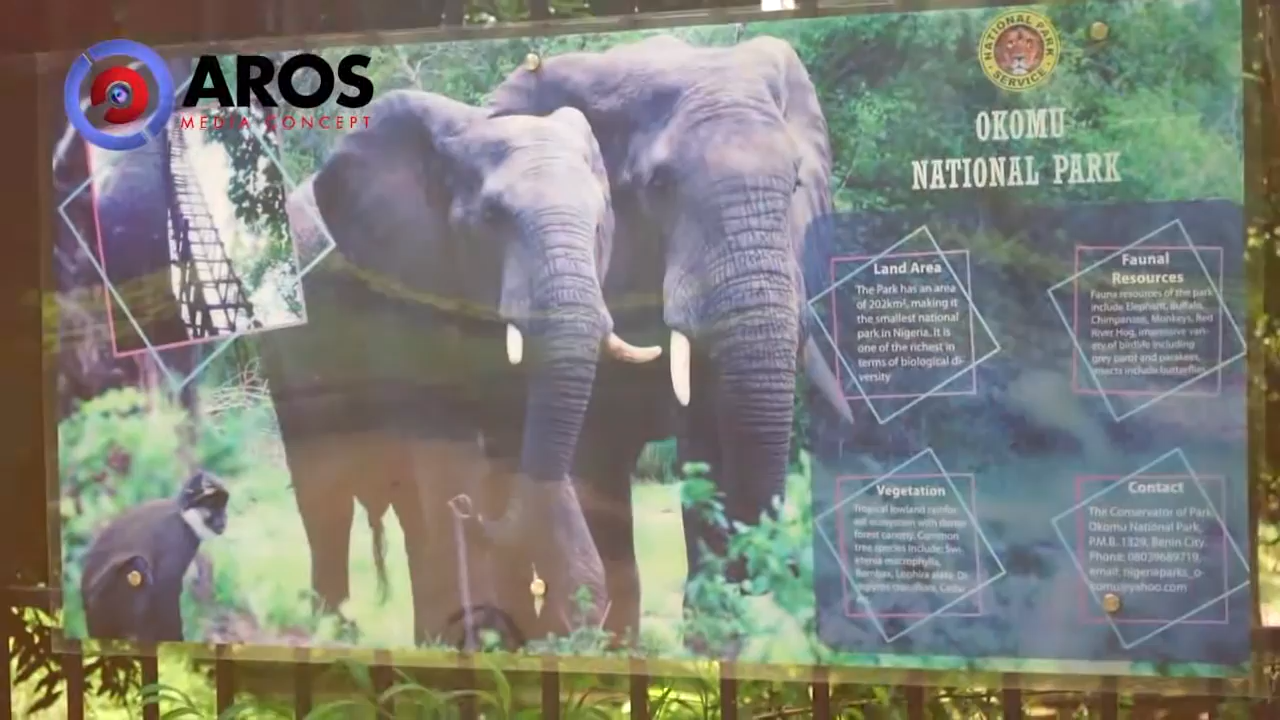 AROS
MEDIA CONCEPT
NATIONAL PARK
SERVICE
OKOMU
NATIONAL PARK
Land Area
The Park has an area
of 202km², making it
the smallest national
park in Nigeria. It is
one of the richest in
terms of biological di-
versity
Faunal
Resources
Fauna resources of the park
include Elephant, Buffalo,
Chimpanzee, Monkeys, Red
River Hog, impressive vari-
ety of birdlife including
grey parrot and parakees,
insects include butterflies
Vegetation
Tropical lowland rainfor
est ecosystem with dense
forest canopy. Common
tree species include;
macrophylla,
Bombax, Lophira alata,
Contact
The Conservator of Park
Okomu National Park,
P.M.B. 1329, Benin City.
Phone: 08039689719,
email: nigeriaparks_o-
komu@yahoo.com